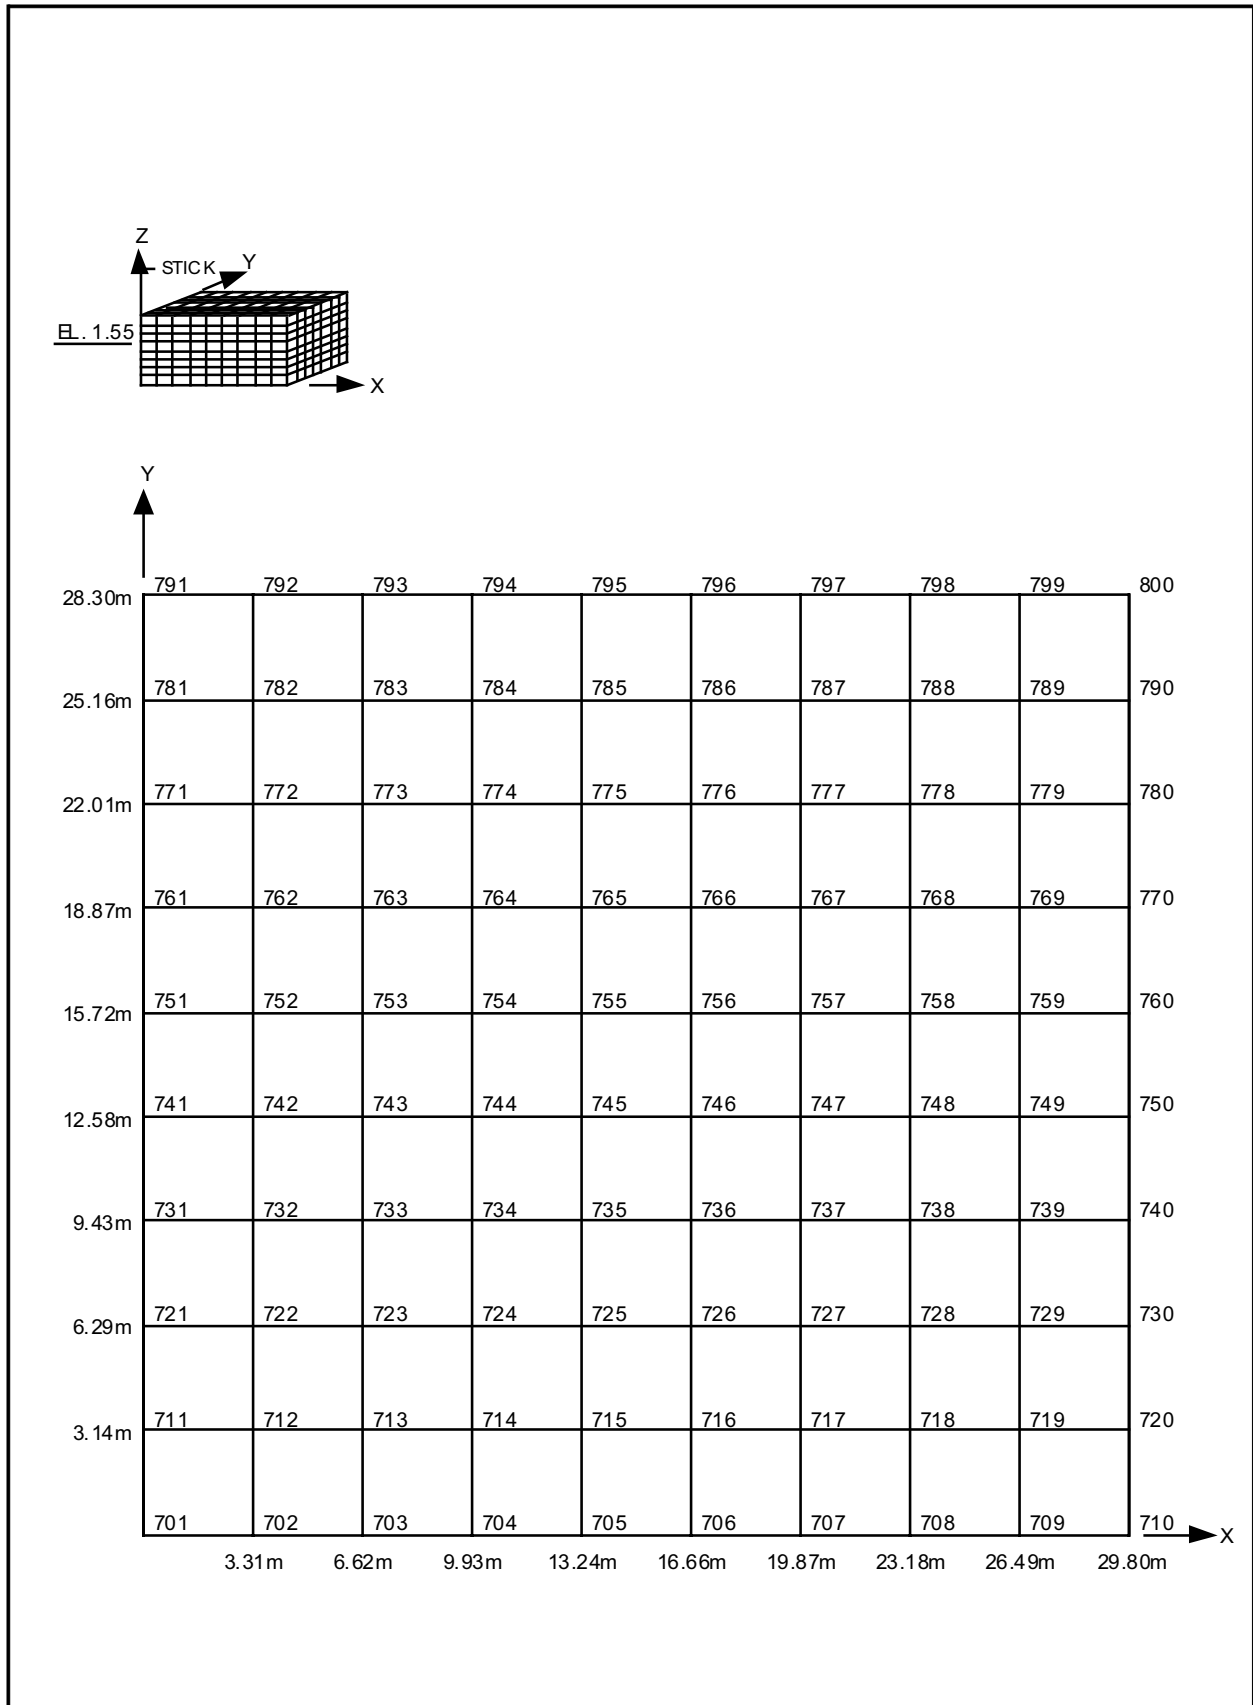 Z
STICK
Y
EL. 1.55
X
Y
791 792 793 794 795 796 797 798 799 800
28.30m
781 782 783 784 785 786 787 788 789 790
25.16m
771 772 773 774 775 776 777 778 779 780
22.01m
761 762 763 764 765 766 767 768 769 770
18.87m
751 752 753 754 755 756 757 758 759 760
15.72m
741 742 743 744 745 746 747 748 749 750
12.58m
731 732 733 734 735 736 737 738 739 740
9.43m
721 722 723 724 725 726 727 728 729 730
6.29m
711 712 713 714 715 716 717 718 719 720
3.14m
701 702 703 704 705 706 707 708 709 710
X
3.31m 6.62m 9.93m 13.24m 16.66m 19.87m 23.18m 26.49m 29.80m